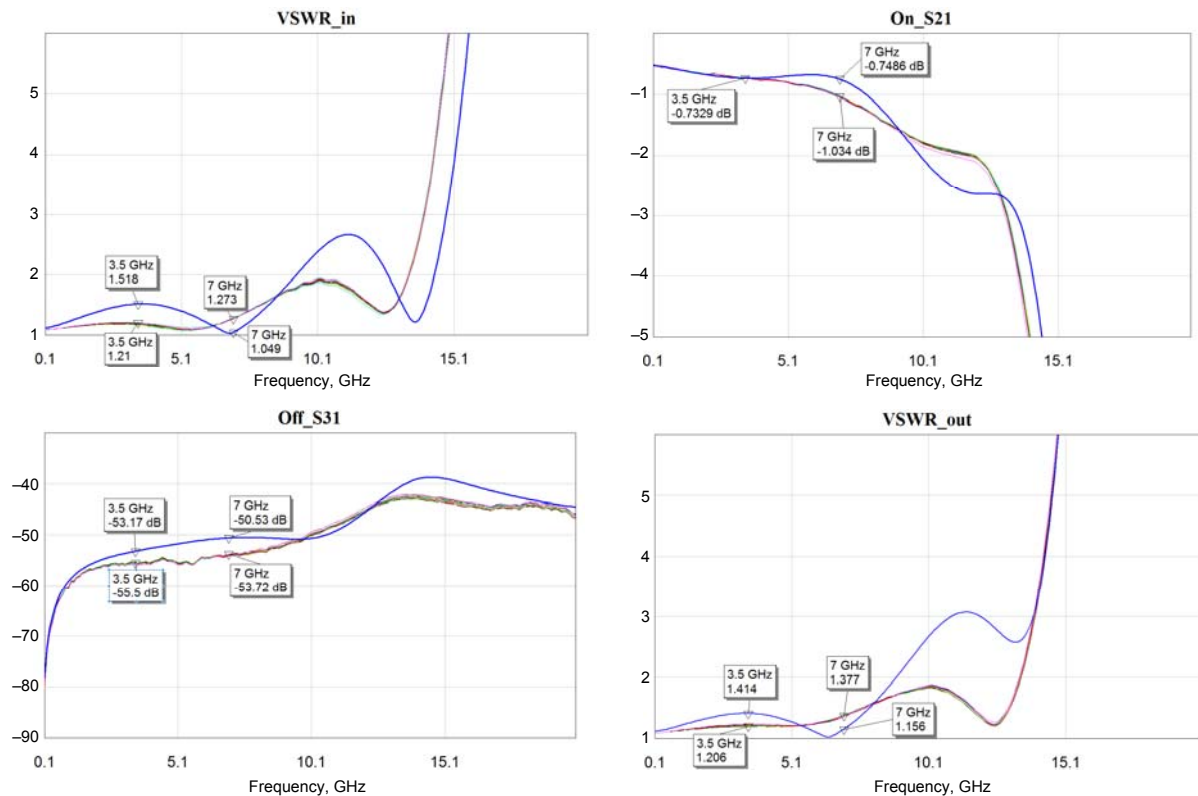 VSWR_in
5
4
3
2
1
3.5 GHz
1.518
7 GHz
1.273
3.5 GHz
1.21
7 GHz
1.049
0.1
5.1
10.1
15.1
Frequency, GHz
On_S21
–1
–2
–3
–4
–5
7 GHz
-0.7486 dB
3.5 GHz
-0.7329 dB
7 GHz
-1.034 dB
0.1
5.1
10.1
15.1
Frequency, GHz
Off_S31
–40
–50
–60
–70
–80
–90
3.5 GHz
-53.17 dB
7 GHz
-50.53 dB
3.5 GHz
-55.5 dB
7 GHz
-53.72 dB
0.1
5.1
10.1
15.1
Frequency, GHz
VSWR_out
5
4
3
2
1
3.5 GHz
1.414
7 GHz
1.377
3.5 GHz
1.206
7 GHz
1.156
0.1
5.1
10.1
15.1
Frequency, GHz